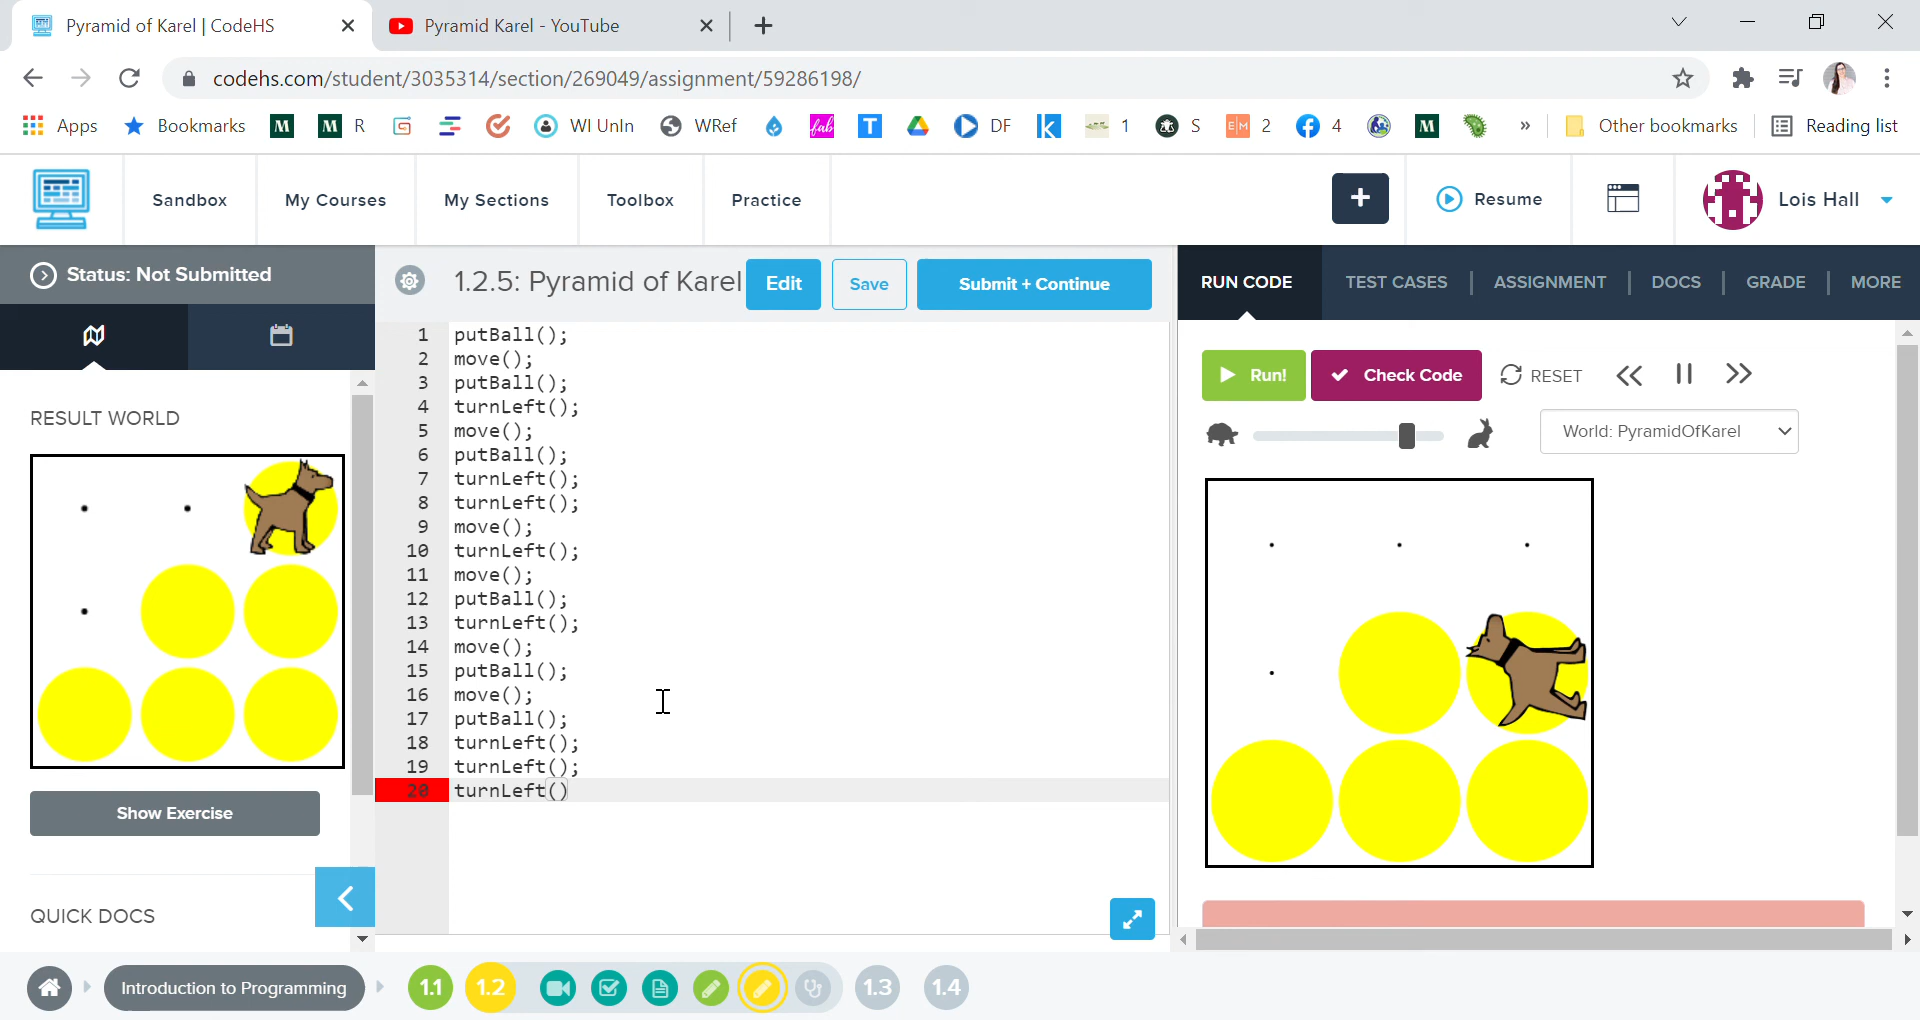 Pyramid of Karel | CodeHS
Pyramid Karel - YouTube
codehs.com/student/3035314/section/269049/assignment/59286198/
Apps
Bookmarks
M
M R
WI UnIn
WRef
fab
T
DF
K
1
S
EM 2
4
M
»
Other bookmarks
Reading list
Sandbox
My Courses
My Sections
Toolbox
Practice
+
Resume
Lois Hall
Status: Not Submitted
1.2.5: Pyramid of Karel
Edit
Save
Submit + Continue
RUN CODE
TEST CASES
ASSIGNMENT
DOCS
GRADE
MORE
RESULT WORLD
Show Exercise
QUICK DOCS
1 putBall();
2 move();
3 putBall();
4 turnLeft();
5 move();
6 putBall();
7 turnLeft();
8 turnLeft();
9 move();
10 turnLeft();
11 move();
12 putBall();
13 turnLeft();
14 move();
15 putBall();
16 move();
17 putBall();
18 turnLeft();
19 turnLeft();
20 turnLeft()
Run!
Check Code
RESET
World: PyramidOfKarel
Introduction to Programming
1.1
1.2
1.3
1.4